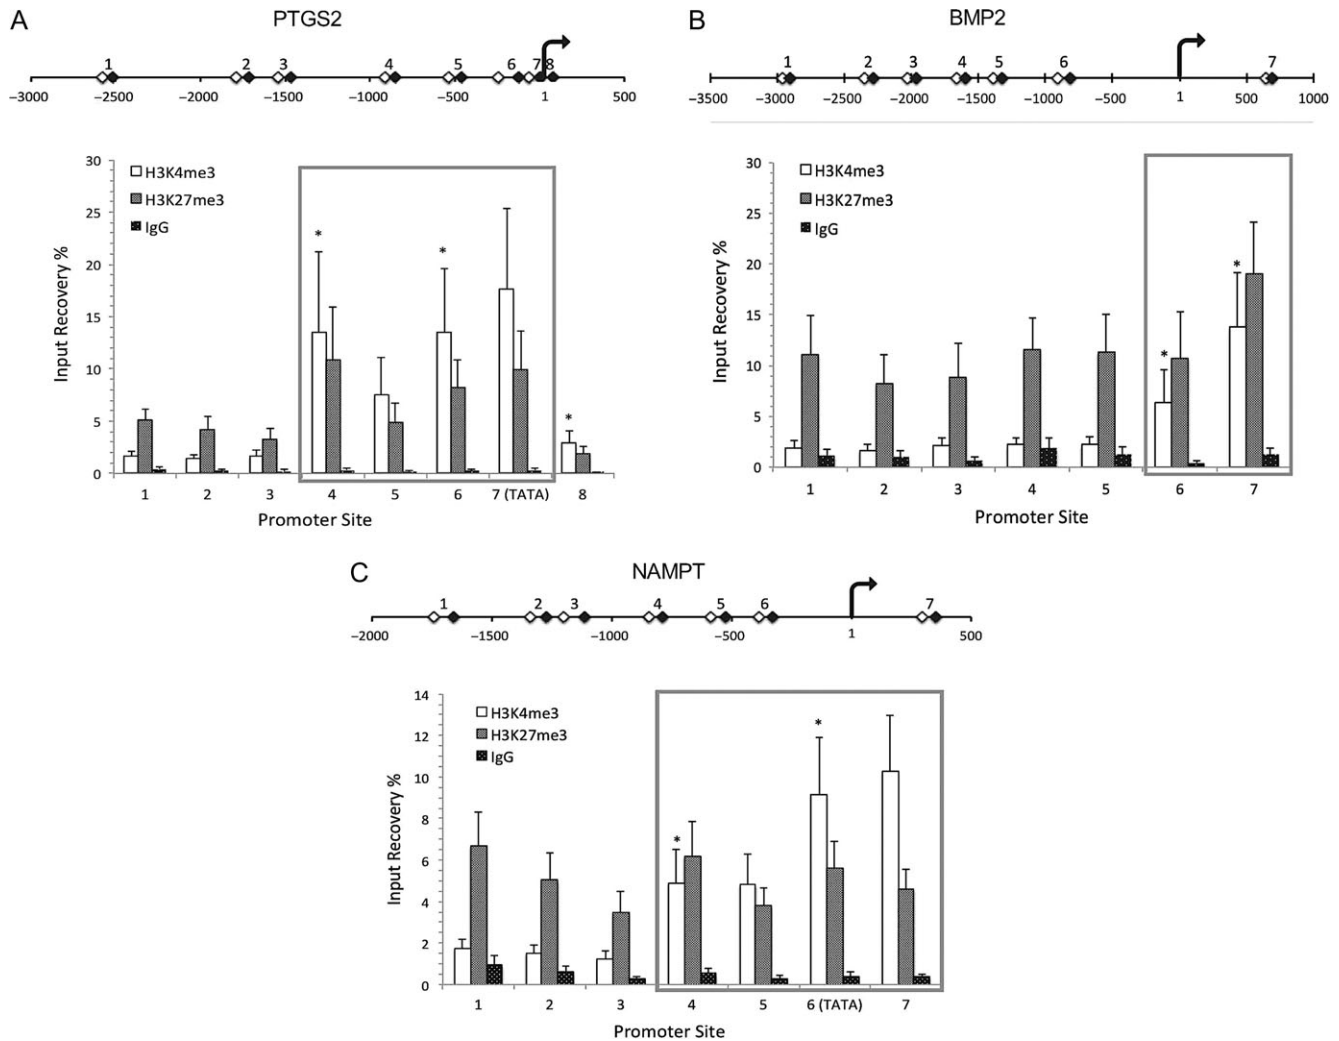 A
PTGS2
1 2 3 4 5 6 7 8
−3000 −2500 −2000 −1500 −1000 −500 1 500
30
25
20
15
10
5
0
Input Recovery %
H3K4me3
H3K27me3
IgG
* * *
1 2 3 4 5 6 7 (TATA) 8
Promoter Site
B
BMP2
1 2 3 4 5 6 7
−3500 −3000 −2500 −2000 −1500 −1000 −500 1 500 1000
30
25
20
15
10
5
0
Input Recovery %
H3K4me3
H3K27me3
IgG
* *
1 2 3 4 5 6 7
Promoter Site
C
NAMPT
1 2 3 4 5 6 7
−2000 −1500 −1000 −500 1 500
14
12
10
8
6
4
2
0
Input Recovery %
H3K4me3
H3K27me3
IgG
* *
1 2 3 4 5 6 (TATA) 7
Promoter Site